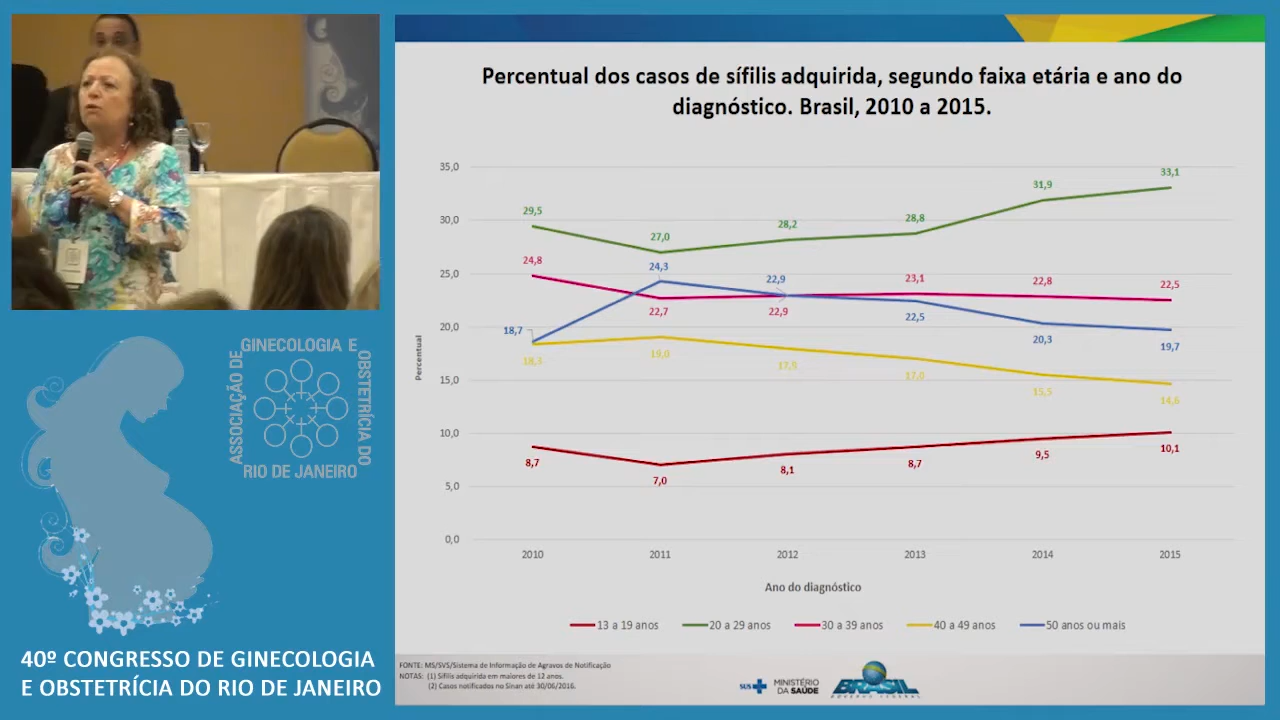 Percentual dos casos de sífilis adquirida, segundo faixa etária e ano do
diagnóstico. Brasil, 2010 a 2015.
Percentual
35,0
30,0
25,0
20,0
15,0
10,0
5,0
0,0
29,5
27,0
28,2
28,8
31,9
33,1
24,8
22,7
22,9
23,1
22,8
22,5
18,7
24,3
22,9
22,5
20,3
19,7
18,3
19,0
17,9
17,0
15,5
14,6
8,7
7,0
8,1
8,7
9,5
10,1
2010
2011
2012
2013
2014
2015
Ano do diagnóstico
13 a 19 anos
20 a 29 anos
30 a 39 anos
40 a 49 anos
50 anos ou mais
FONTE: MS/SVS/Sistema de Informação de Agravos de Notificação
NOTAS: (1) Sífilis adquirida em maiores de 12 anos.
(2) Casos notificados no Sinan até 30/06/2016.
SUS
MINISTÉRIO
DA SAÚDE
BRASIL
GOVERNO FEDERAL
ASSOCIAÇÃO DE
GINECOLOGIA E
OBSTETRÍCIA DO
RIO DE JANEIRO
40º CONGRESSO DE GINECOLOGIA
E OBSTETRÍCIA DO RIO DE JANEIRO